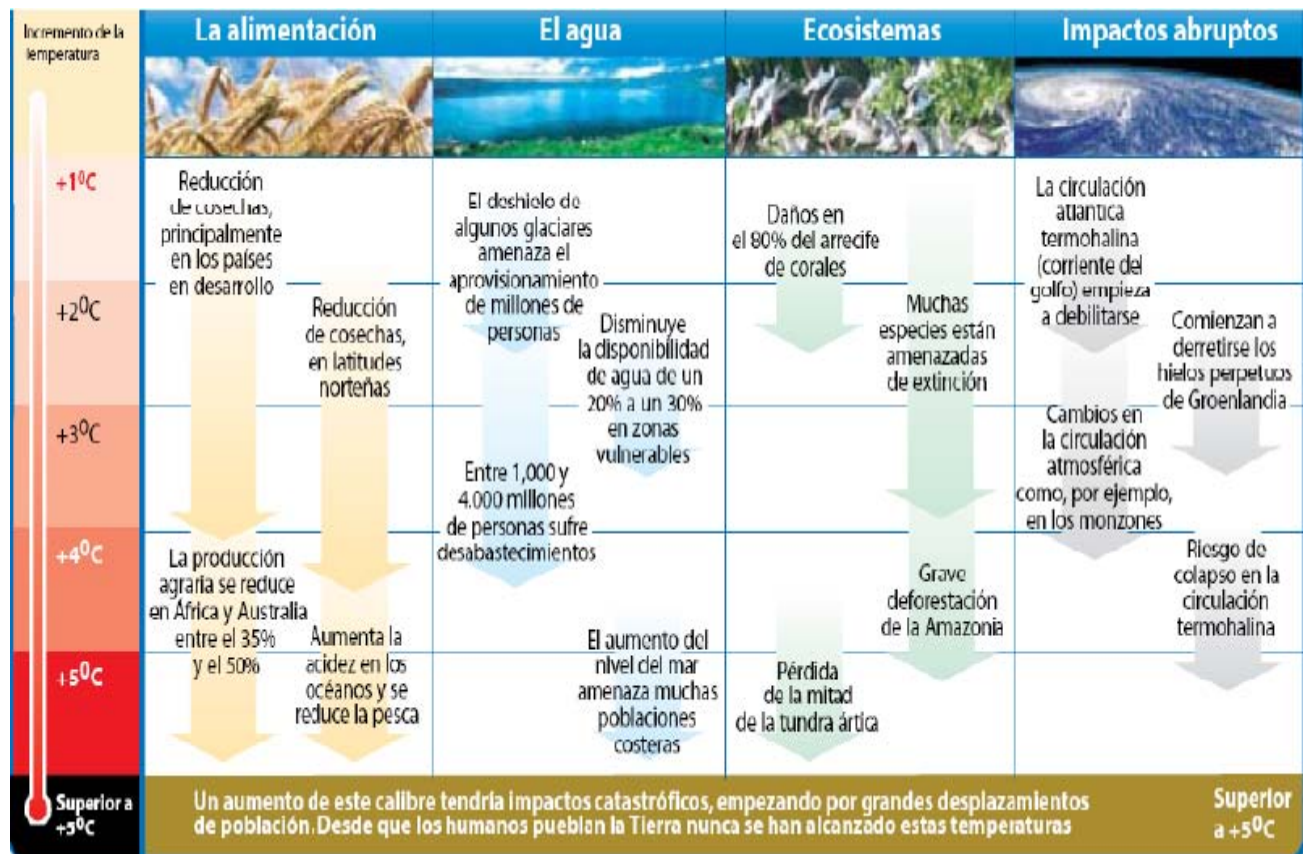 Incremento de la
temperatura
La alimentación
El agua
Ecosistemas
Impactos abruptos
+1⁰C
+2⁰C
+3⁰C
+4⁰C
+5⁰C
Superior a
+5⁰C
Reducción
de cosechas,
principalmente
en los países
en desarrollo
Reducción
de cosechas,
en latitudes
norteñas
La producción
agraria se reduce
en África y Australia
entre el 35%
y el 50%
Aumenta la
acidez en los
océanos y se
reduce la pesca
El deshielo de
algunos glaciares
amenaza el
aprovisionamiento
de millones de
personas
Disminuye
la disponibilidad
de agua de un
20% a un 30%
en zonas
vulnerables
Entre 1,000 y
4.000 millones
de personas sufre
desabastecimientos
El aumento del
nivel del mar
amenaza muchas
poblaciones
costeras
Daños en
el 80% del arrecife
de corales
Muchas
especies están
amenazadas
de extinción
Grave
deforestación
de la Amazonia
Pérdida
de la mitad
de la tundra ártica
La circulación
atlantica
termohalina
(corriente del
golfo) empieza
a debilitarse
Comienzan a
derretirse los
hielos perpetuos
de Groenlandia
Cambios en
la circulación
atmosférica
como, por ejemplo,
en los monzones
Riesgo de
colapso en la
circulación
termohalina
Un aumento de este calibre tendría impactos catastróficos, empezando por grandes desplazamientos
de población. Desde que los humanos pueblan la Tierra nunca se han alcanzado estas temperaturas
Superior
a +5⁰C